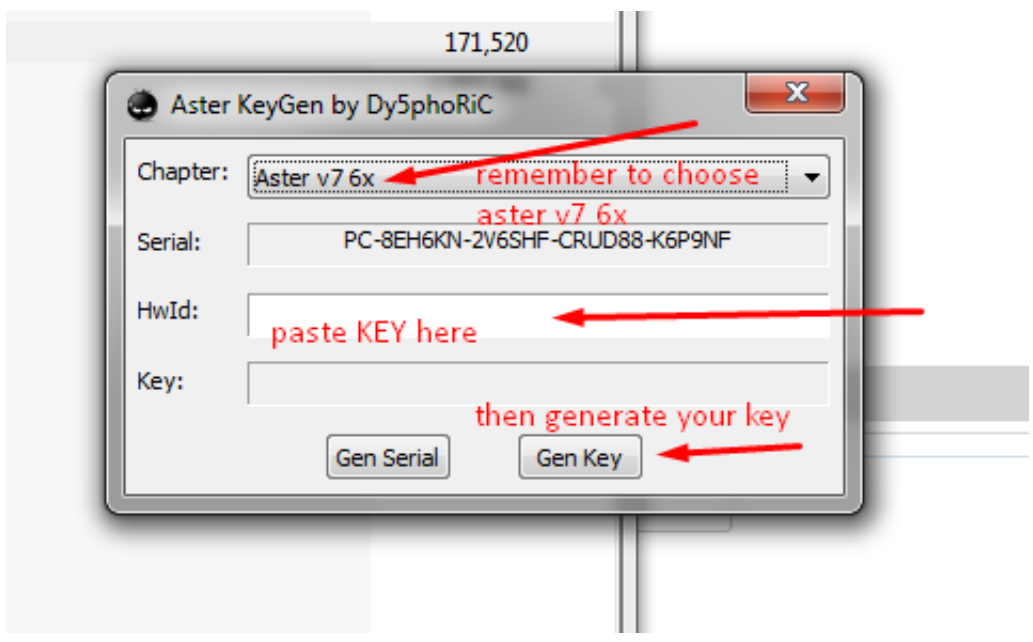 171,520
Aster KeyGen by Dy5phoRiC
Chapter: Aster v7 6x remember to choose
aster v7 6x
Serial: PC-8EH6KN-2V6SHF-CRUD88-K6P9NF
HwId:
paste KEY here
Key:
then generate your key
Gen Serial Gen Key